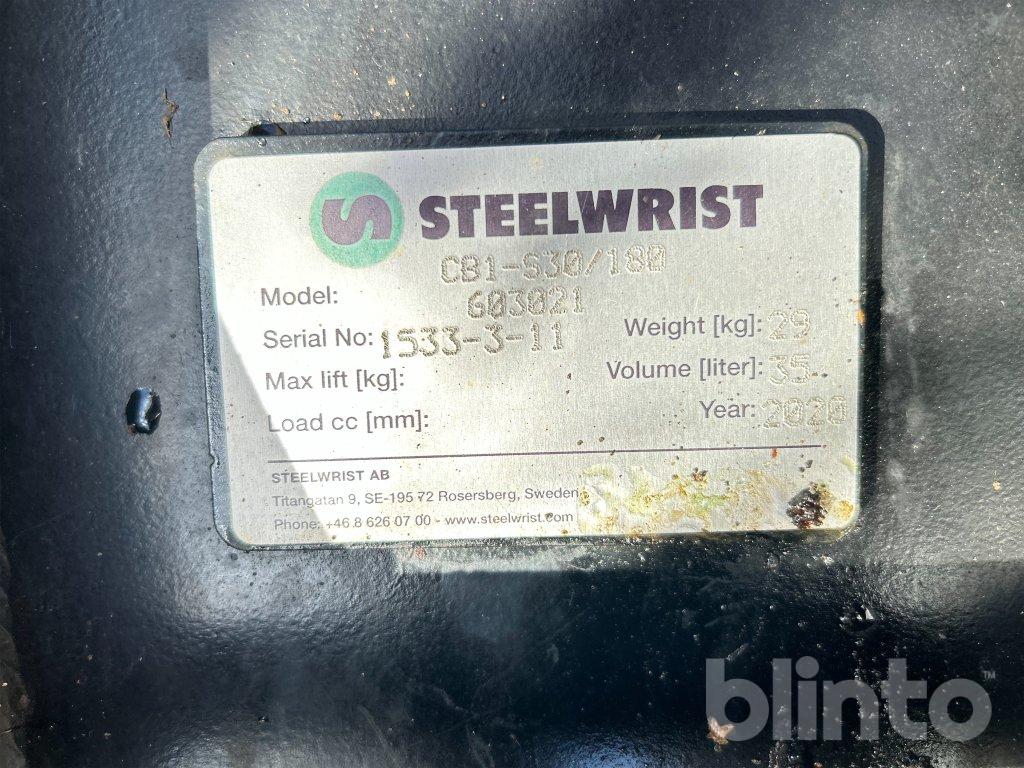 STEELWRIST
CB1-S30/180
Model: 603021
Serial No: 1533-3-11
Weight [kg]: 29
Max lift [kg]:
Volume [liter]: 35
Load cc [mm]:
Year: 2020
STEELWRIST AB
Titangatan 9, SE-195 72 Rosersberg, Sweden
Phone: +46 8 626 07 00 - www.steelwrist.com
blinto™